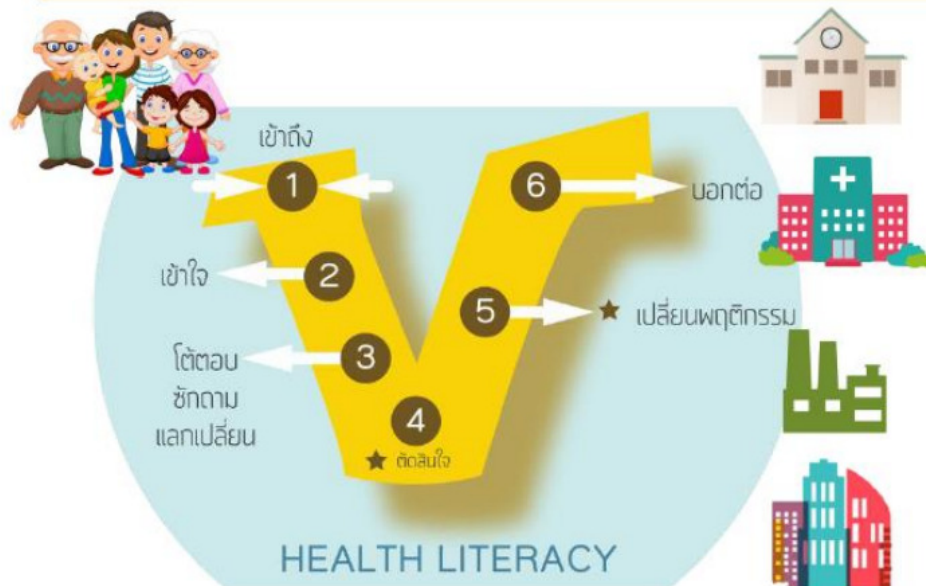 เข้าถึง
1
2
เข้าใจ
3
โต้ตอบ
ซักถาม
แลกเปลี่ยน
4
★ ตัดสินใจ
5
★ เปลี่ยนพฤติกรรม
6
บอกต่อ
HEALTH LITERACY